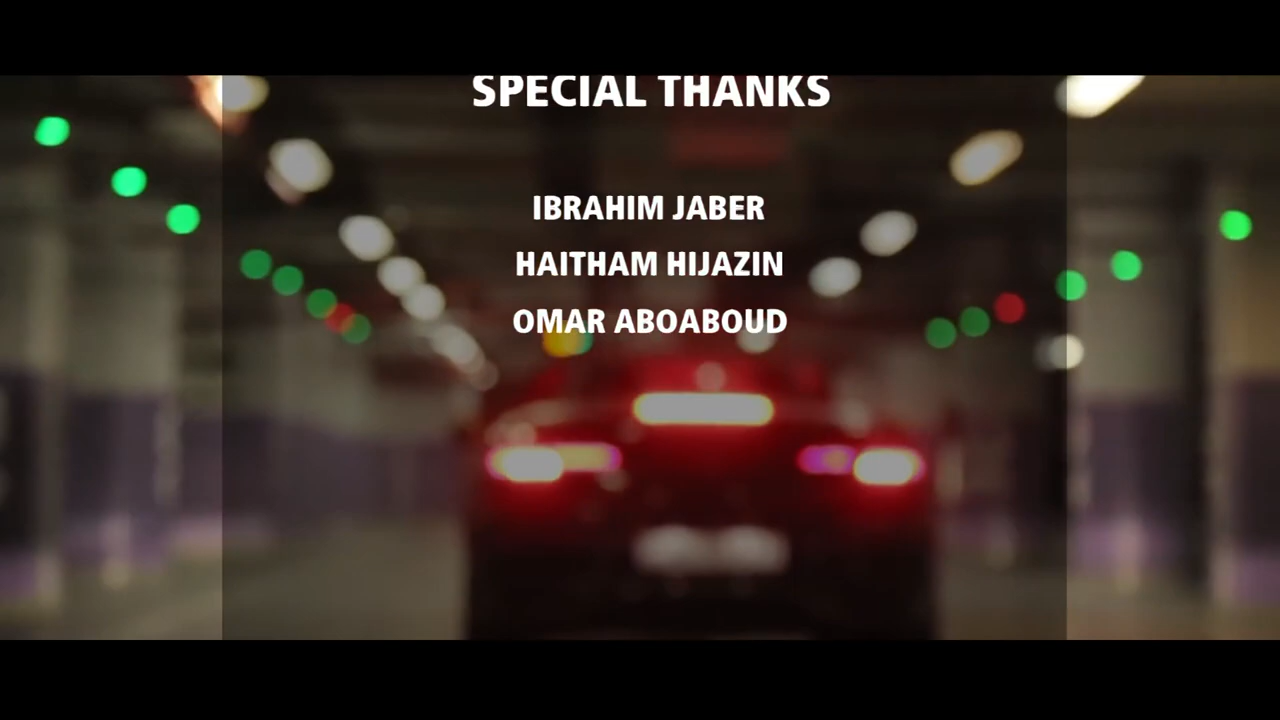 SPECIAL THANKS
IBRAHIM JABER
HAITHAM HIJAZIN
OMAR ABOABOUD